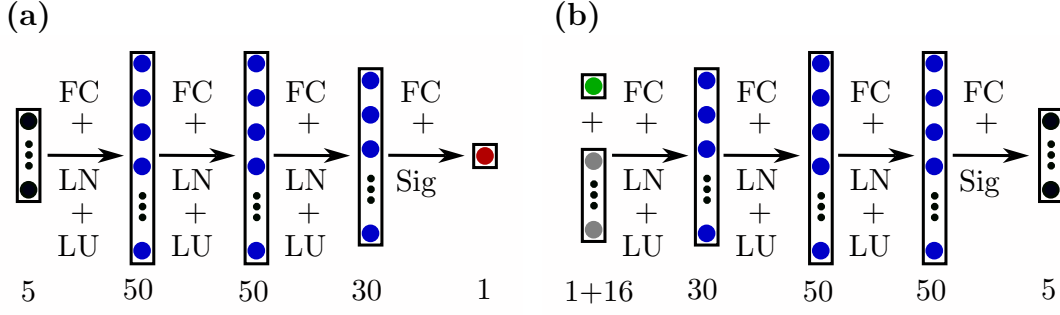 (a) (b)
FC FC FC FC FC FC FC FC
+ + + + + + + + +
LN LN LN Sig LN LN LN Sig
+ + + + + +
LU LU LU LU LU LU
5 50 50 30 1 1+16 30 50 50 5